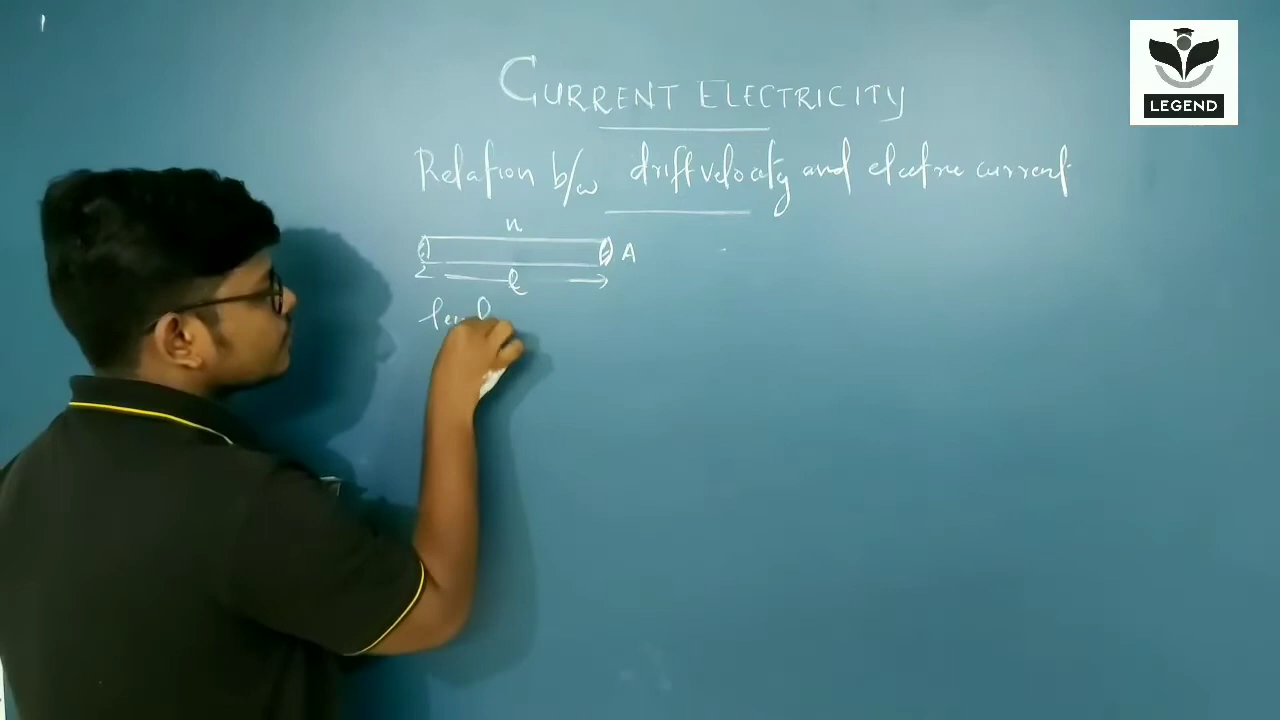 CURRENT ELECTRICITY
LEGEND
Relation b/w drift velocity and electric current
n
A
l